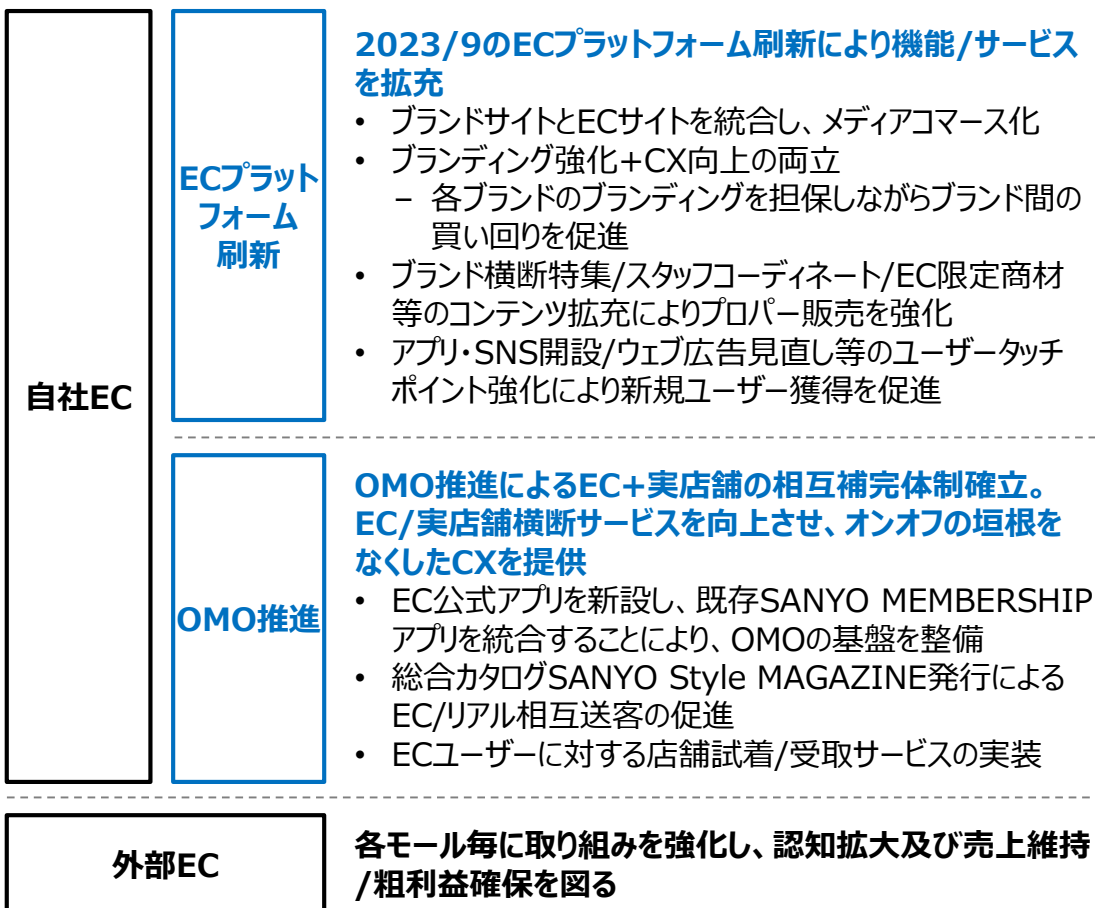 自社EC
ECプラット
フォーム
刷新
2023/9のECプラットフォーム刷新により機能/サービス
を拡充
• ブランドサイトとECサイトを統合し、メディアコマース化
• ブランディング強化+CX向上の両立
– 各ブランドのブランディングを担保しながらブランド間の
買い回りを促進
• ブランド横断特集/スタッフコーディネート/EC限定商材
等のコンテンツ拡充によりプロパー販売を強化
• アプリ・SNS開設/ウェブ広告見直し等のユーザータッチ
ポイント強化により新規ユーザー獲得を促進
OMO推進
OMO推進によるEC+実店舗の相互補完体制確立。
EC/実店舗横断サービスを向上させ、オンオフの垣根を
なくしたCXを提供
• EC公式アプリを新設し、既存SANYO MEMBERSHIP
アプリを統合することにより、OMOの基盤を整備
• 総合カタログSANYO Style MAGAZINE発行による
EC/リアル相互送客の促進
• ECユーザーに対する店舗試着/受取サービスの実装
外部EC
各モール毎に取り組みを強化し、認知拡大及び売上維持
/粗利益確保を図る